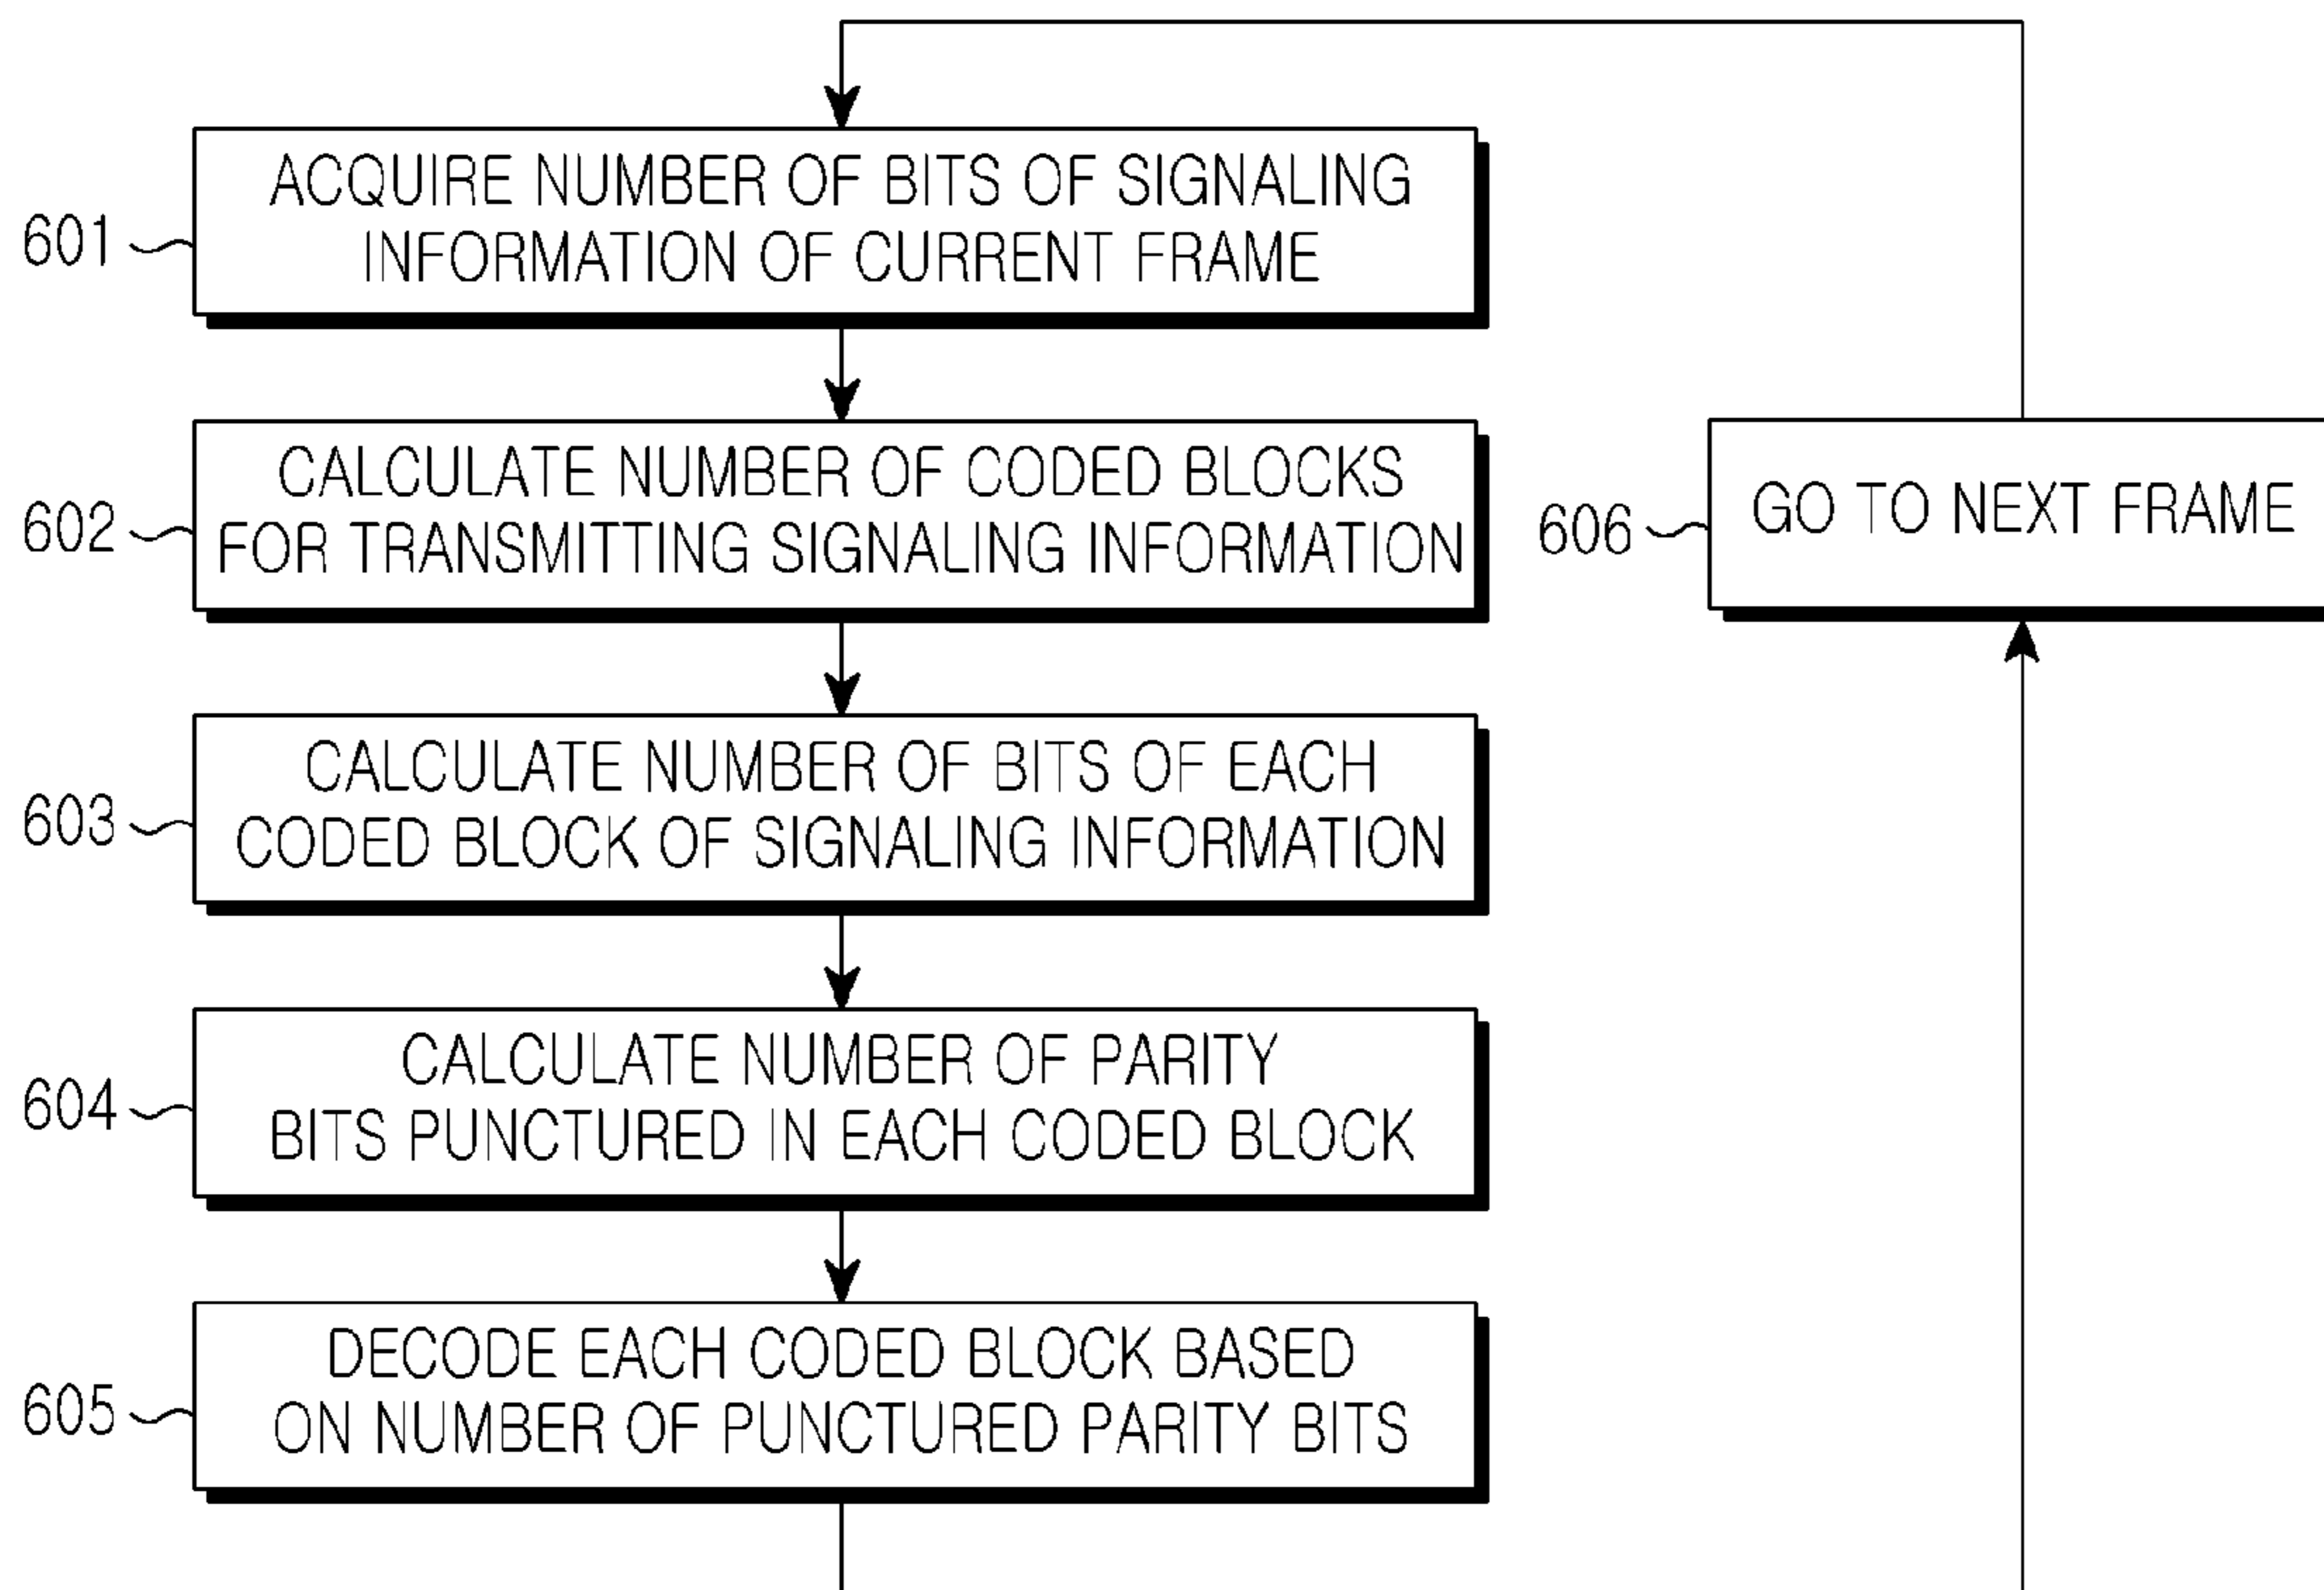 601
ACQUIRE NUMBER OF BITS OF SIGNALING
INFORMATION OF CURRENT FRAME
602
CALCULATE NUMBER OF CODED BLOCKS
FOR TRANSMITTING SIGNALING INFORMATION
606
GO TO NEXT FRAME
603
CALCULATE NUMBER OF BITS OF EACH
CODED BLOCK OF SIGNALING INFORMATION
604
CALCULATE NUMBER OF PARITY
BITS PUNCTURED IN EACH CODED BLOCK
605
DECODE EACH CODED BLOCK BASED
ON NUMBER OF PUNCTURED PARITY BITS